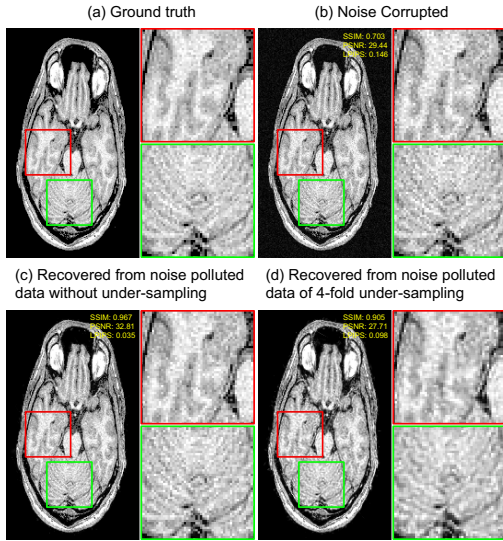 (a) Ground truth
(b) Noise Corrupted
SSIM: 0.703
PSNR: 29.44
LPIPS: 0.146
(c) Recovered from noise polluted
data without under-sampling
(d) Recovered from noise polluted
data of 4-fold under-sampling
SSIM: 0.967
PSNR: 32.81
LPIPS: 0.035
SSIM: 0.905
PSNR: 27.71
LPIPS: 0.098